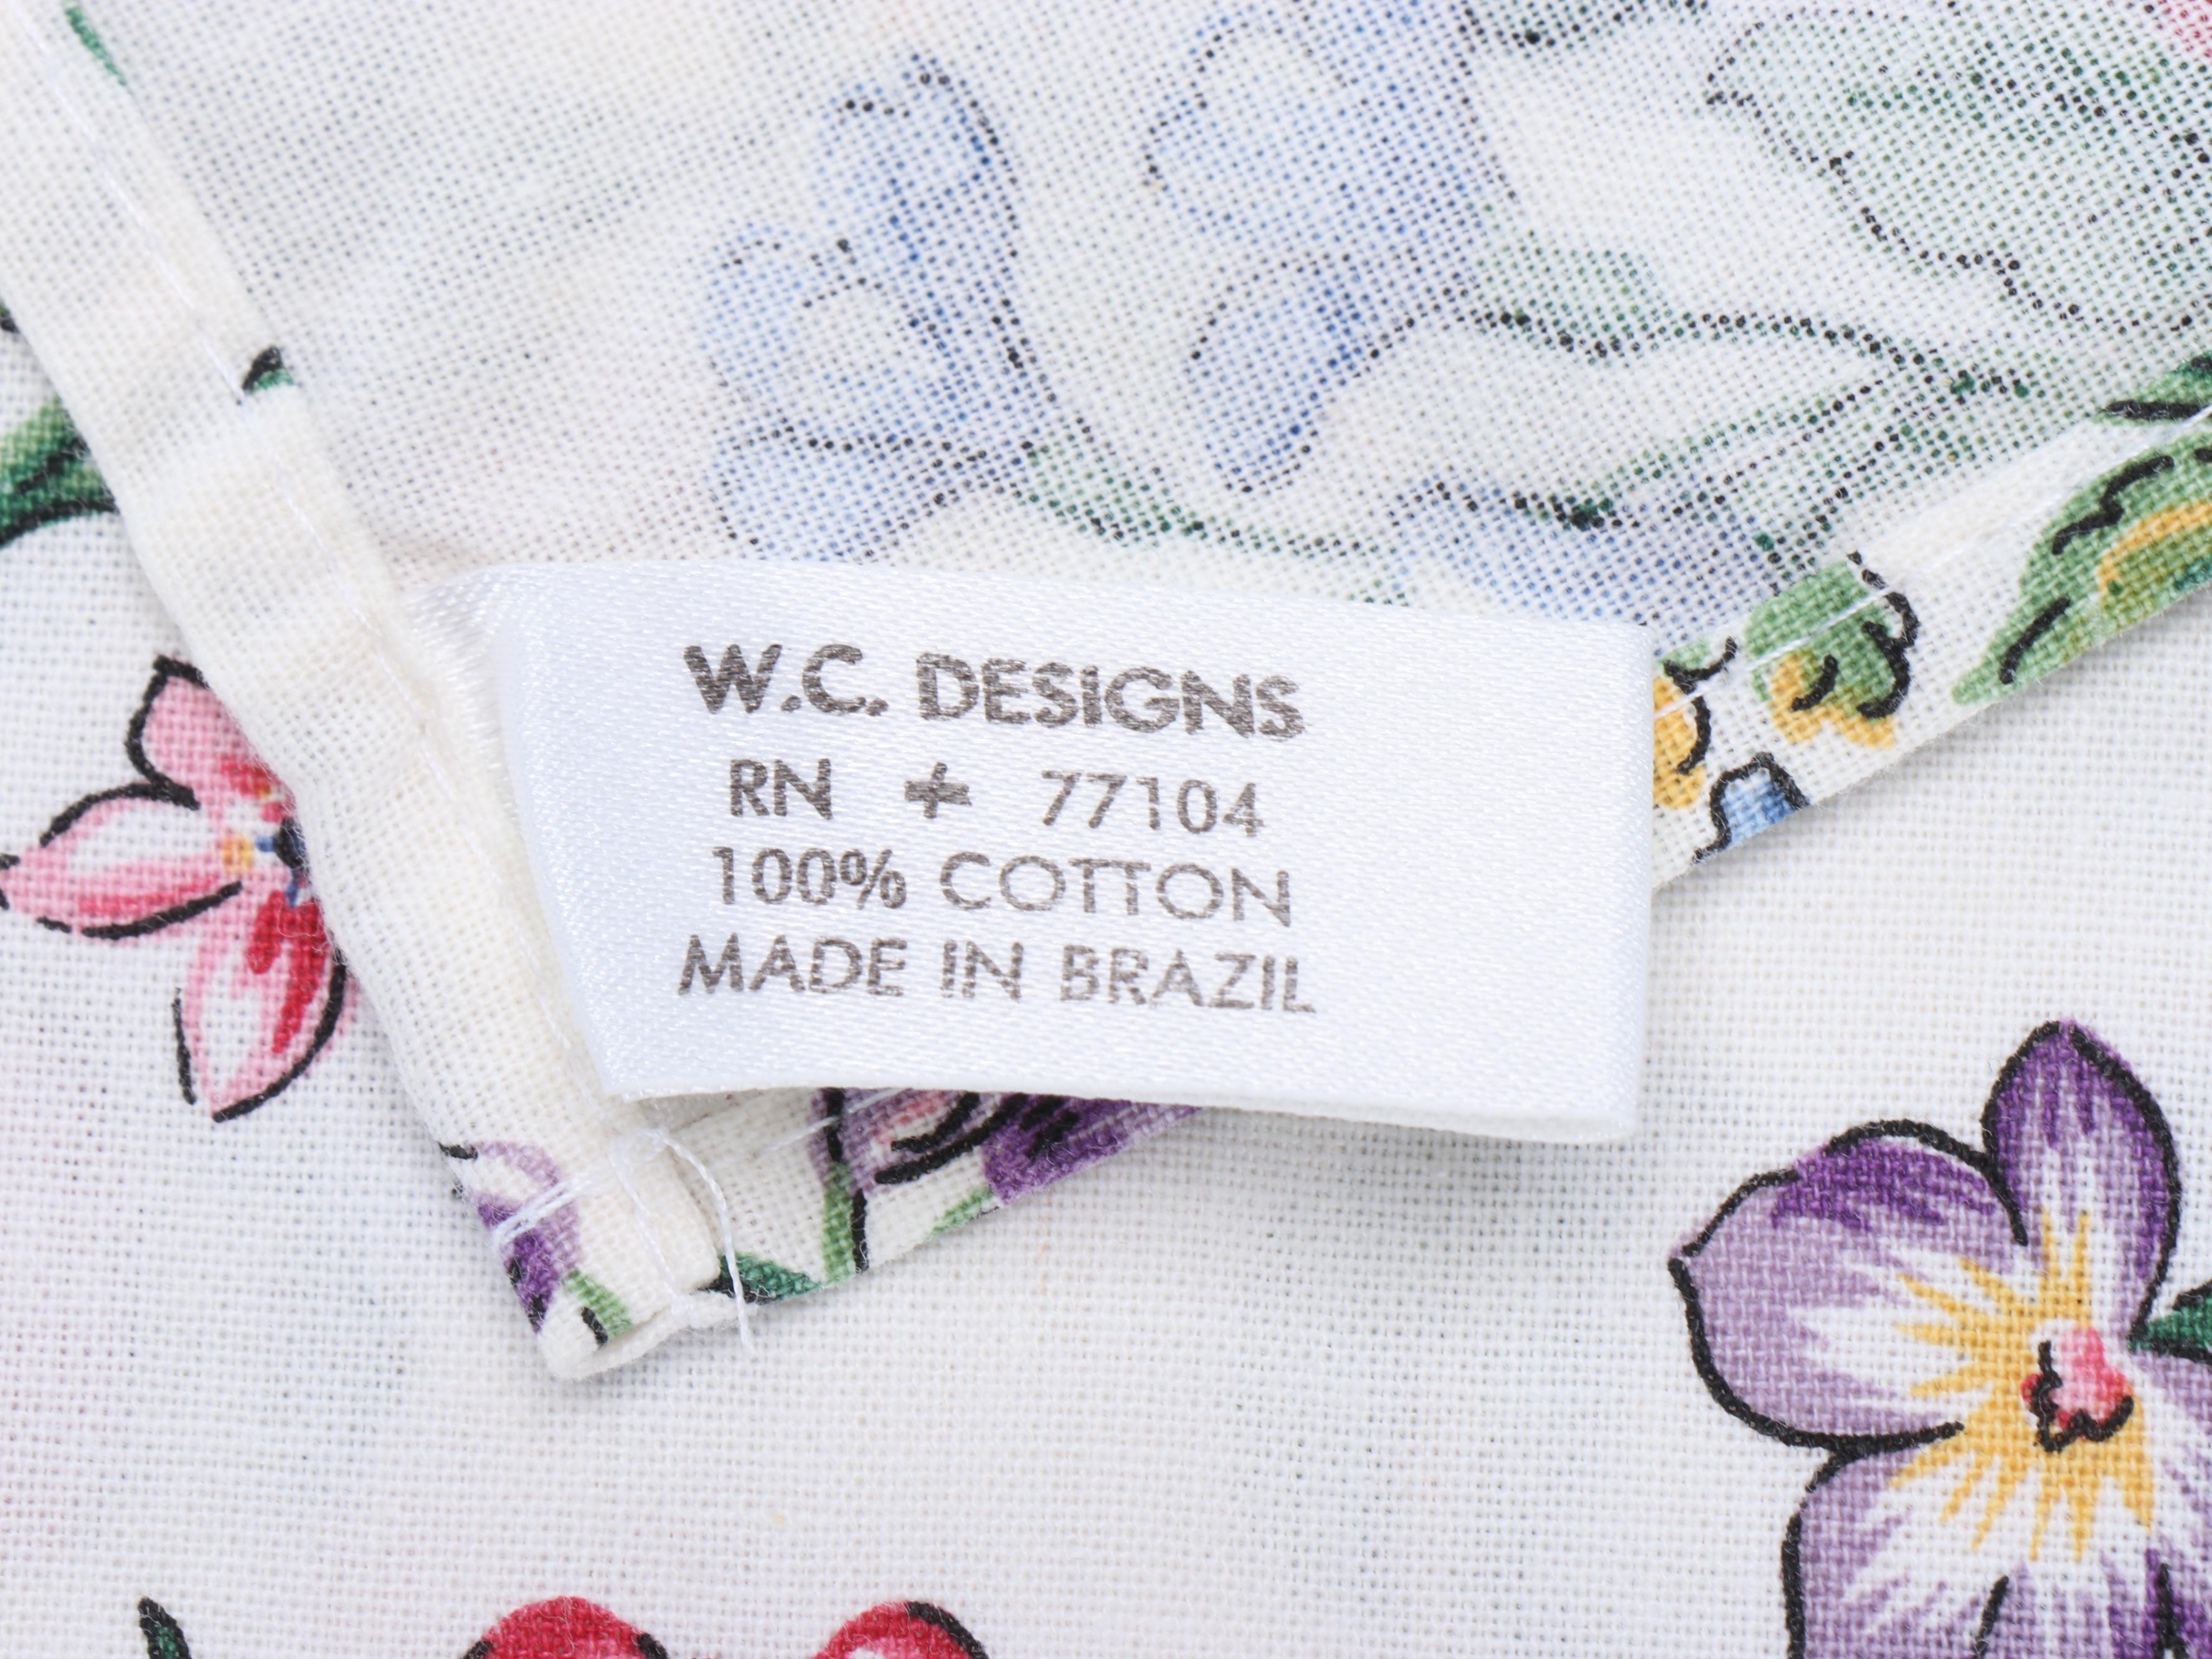 W.C. DESIGNS
RN # 77104
100% COTTON
MADE IN BRAZIL